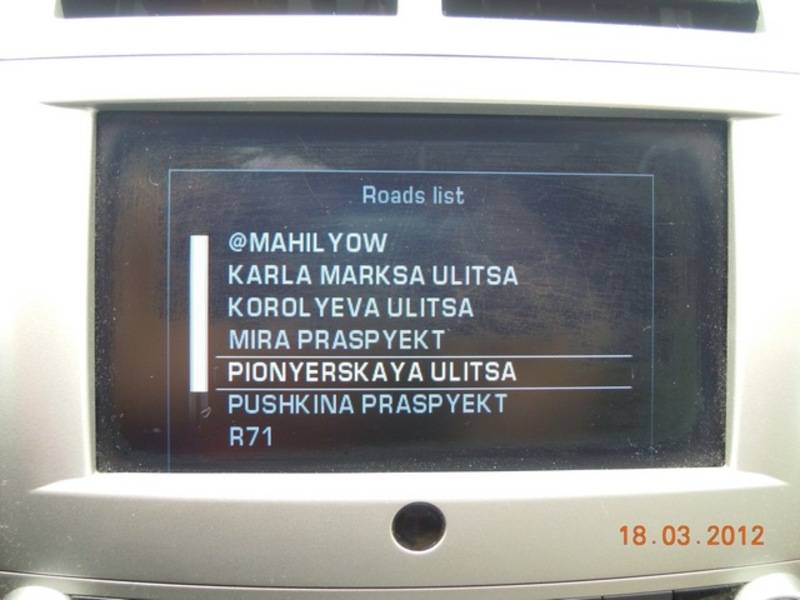 Roads list
@MAHILYOW
KARLA MARKSA ULITSA
KOROLYEVA ULITSA
MIRA PRASPYEKT
PIONYERSKAYA ULITSA
PUSHKINA PRASPYEKT
R71
18.03.2012